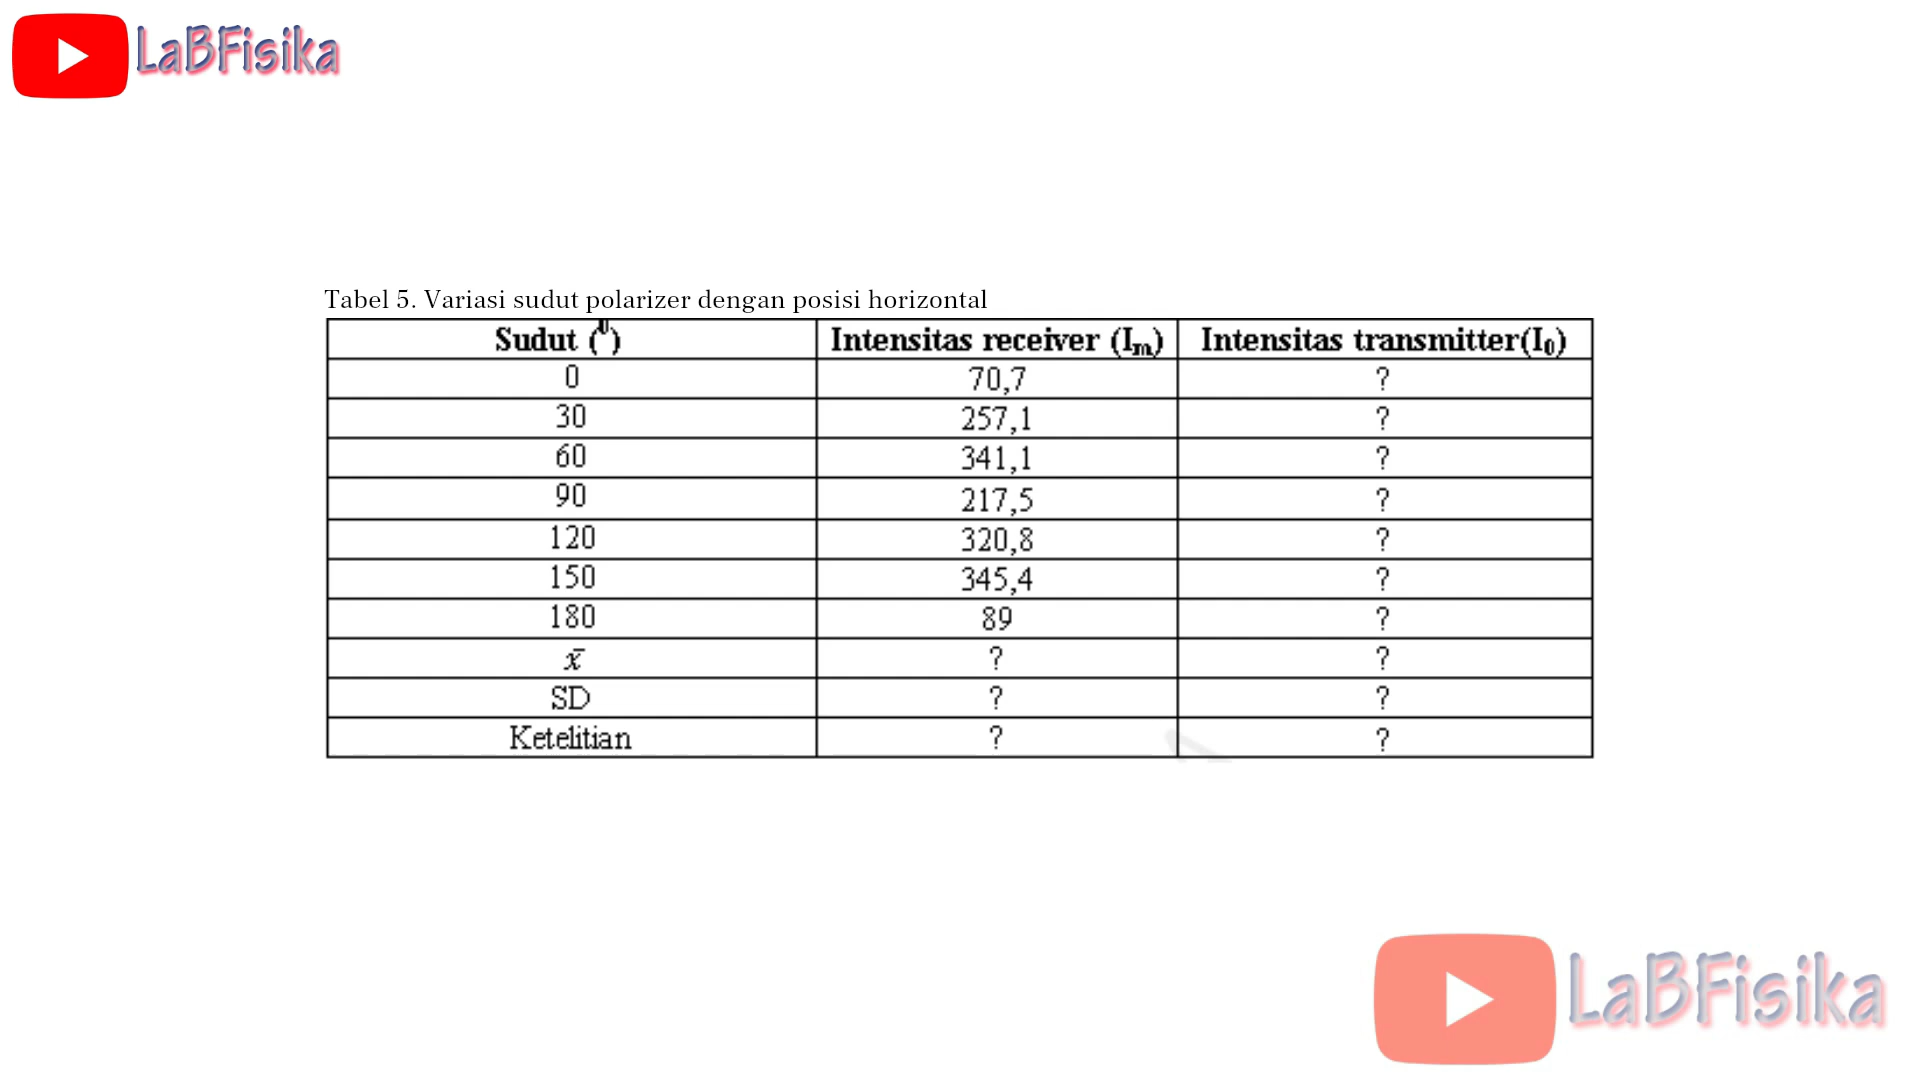 LaBFisika
Tabel 5. Variasi sudut polarizer dengan posisi horizontal
Sudut (⁰) Intensitas receiver (Iₘ) Intensitas transmitter(I₀)
0 70,7 ?
30 257,1 ?
60 341,1 ?
90 217,5 ?
120 320,8 ?
150 345,4 ?
180 89 ?
x̄ ? ?
SD ? ?
Ketelitian ? ?
LaBFisika